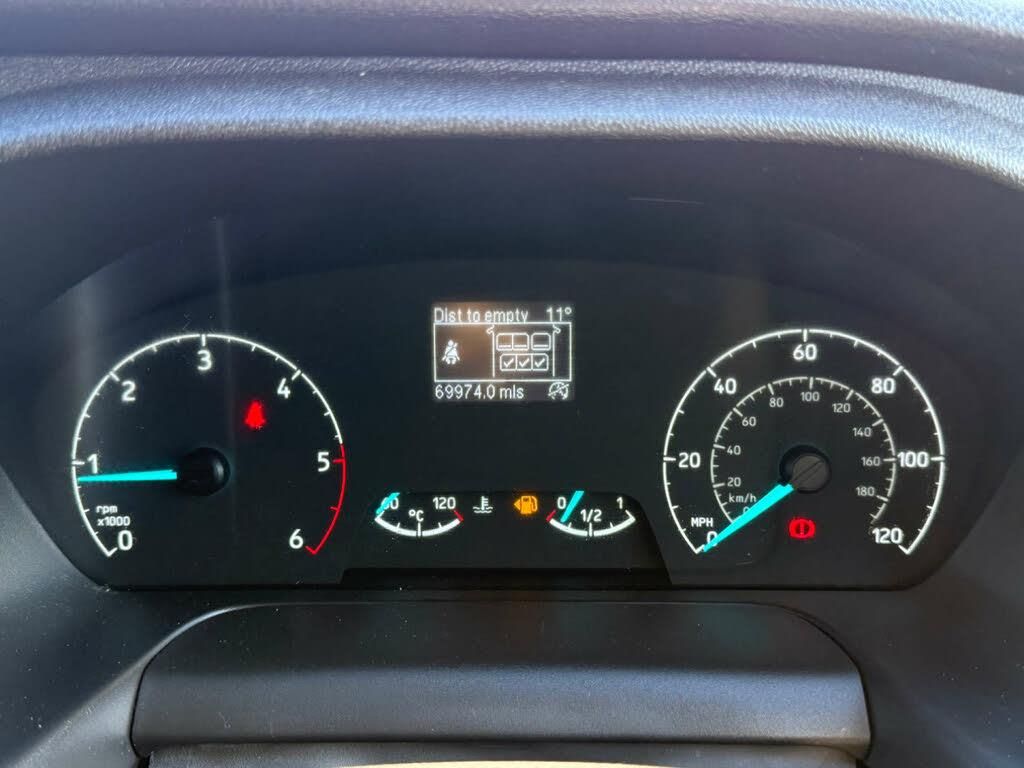 Dist to empty 11°
69974.0 mls
0 1 2 3 4 5 6
rpm
x1000
60 120
°C
0 1/2 1
0 20 40 60 80 100 120
MPH
20 40 60 80 100 120 140 160 180
km/h